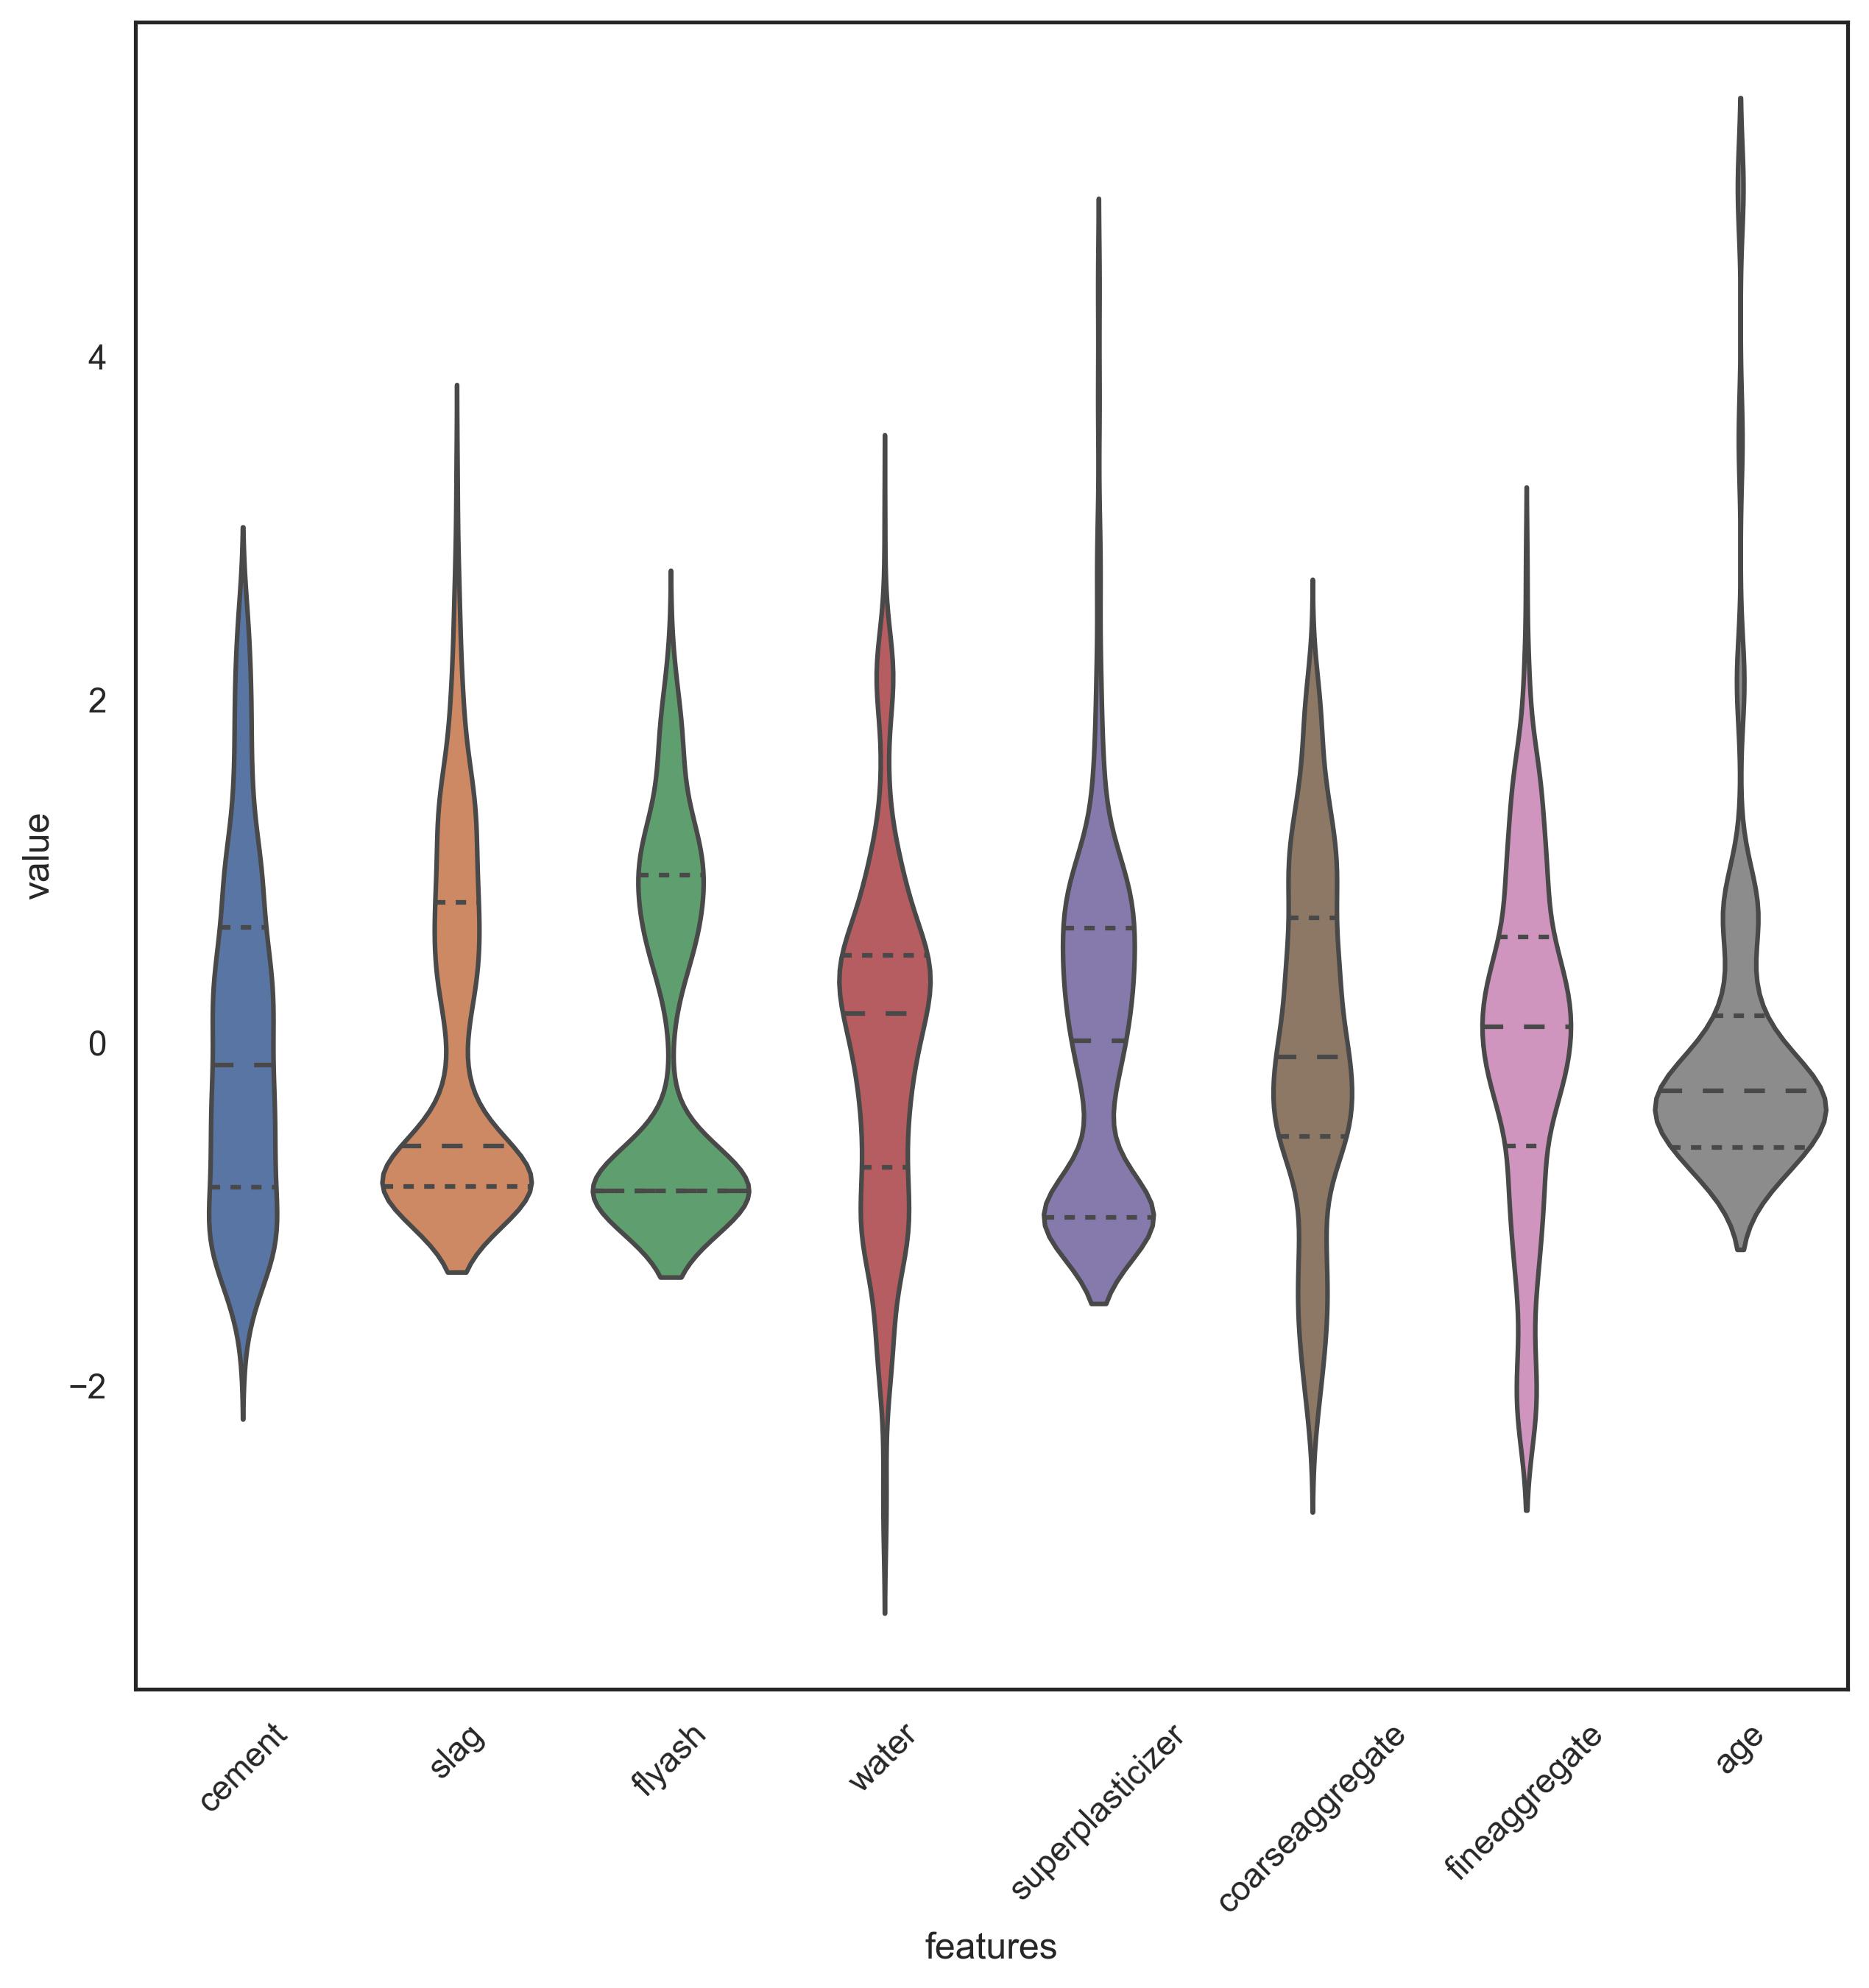 value
4
2
0
−2
cement
slag
flyash
water
superplasticizer
coarseaggregate
fineaggregate
age
features